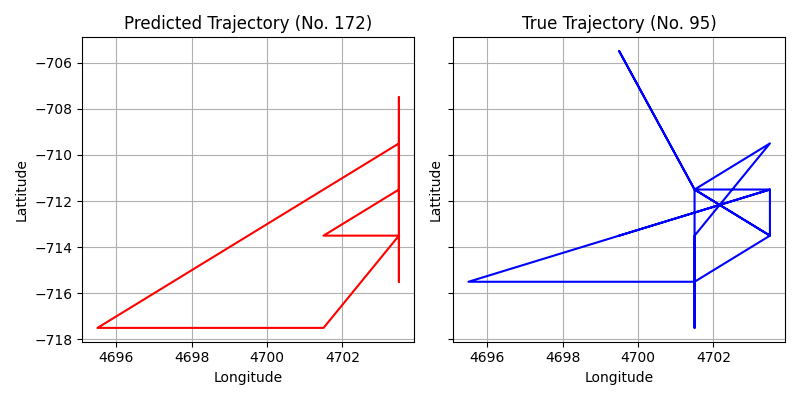 Predicted Trajectory (No. 172)
True Trajectory (No. 95)
−706
−708
−710
−712
−714
−716
−718
Lattitude
Lattitude
4696
4698
4700
4702
4696
4698
4700
4702
Longitude
Longitude